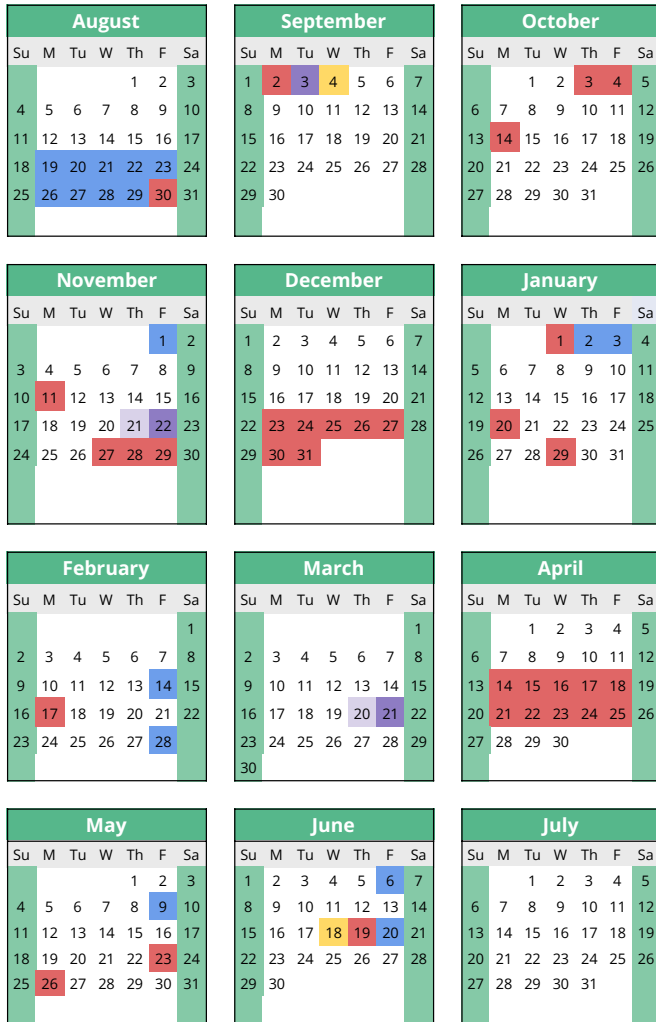 August
Su M Tu W Th F Sa
1 2 3
4 5 6 7 8 9 10
11 12 13 14 15 16 17
18 19 20 21 22 23 24
25 26 27 28 29 30 31
September
Su M Tu W Th F Sa
1 2 3 4 5 6 7
8 9 10 11 12 13 14
15 16 17 18 19 20 21
22 23 24 25 26 27 28
29 30
October
Su M Tu W Th F Sa
1 2 3 4 5
6 7 8 9 10 11 12
13 14 15 16 17 18 19
20 21 22 23 24 25 26
27 28 29 30 31
November
Su M Tu W Th F Sa
1 2
3 4 5 6 7 8 9
10 11 12 13 14 15 16
17 18 19 20 21 22 23
24 25 26 27 28 29 30
December
Su M Tu W Th F Sa
1 2 3 4 5 6 7
8 9 10 11 12 13 14
15 16 17 18 19 20 21
22 23 24 25 26 27 28
29 30 31
January
Su M Tu W Th F Sa
1 2 3 4
5 6 7 8 9 10 11
12 13 14 15 16 17 18
19 20 21 22 23 24 25
26 27 28 29 30 31
February
Su M Tu W Th F Sa
1
2 3 4 5 6 7 8
9 10 11 12 13 14 15
16 17 18 19 20 21 22
23 24 25 26 27 28
March
Su M Tu W Th F Sa
1
2 3 4 5 6 7 8
9 10 11 12 13 14 15
16 17 18 19 20 21 22
23 24 25 26 27 28 29
30
April
Su M Tu W Th F Sa
1 2 3 4 5
6 7 8 9 10 11 12
13 14 15 16 17 18 19
20 21 22 23 24 25 26
27 28 29 30
May
Su M Tu W Th F Sa
1 2 3
4 5 6 7 8 9 10
11 12 13 14 15 16 17
18 19 20 21 22 23 24
25 26 27 28 29 30 31
June
Su M Tu W Th F Sa
1 2 3 4 5 6 7
8 9 10 11 12 13 14
15 16 17 18 19 20 21
22 23 24 25 26 27 28
29 30
July
Su M Tu W Th F Sa
1 2 3 4 5
6 7 8 9 10 11 12
13 14 15 16 17 18 19
20 21 22 23 24 25 26
27 28 29 30 31